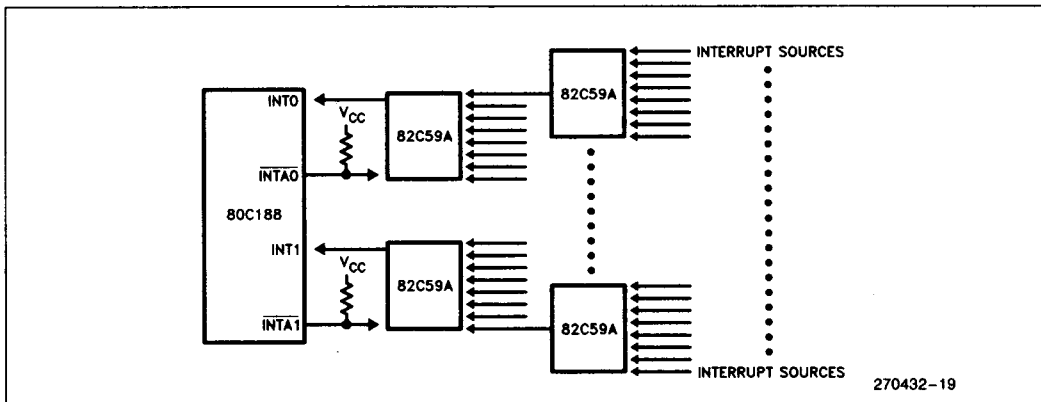 INTERRUPT SOURCES
82C59A
INT0
VCC
82C59A
INTA0
80C188
INT1
VCC
82C59A
82C59A
INTA1
INTERRUPT SOURCES
270432-19